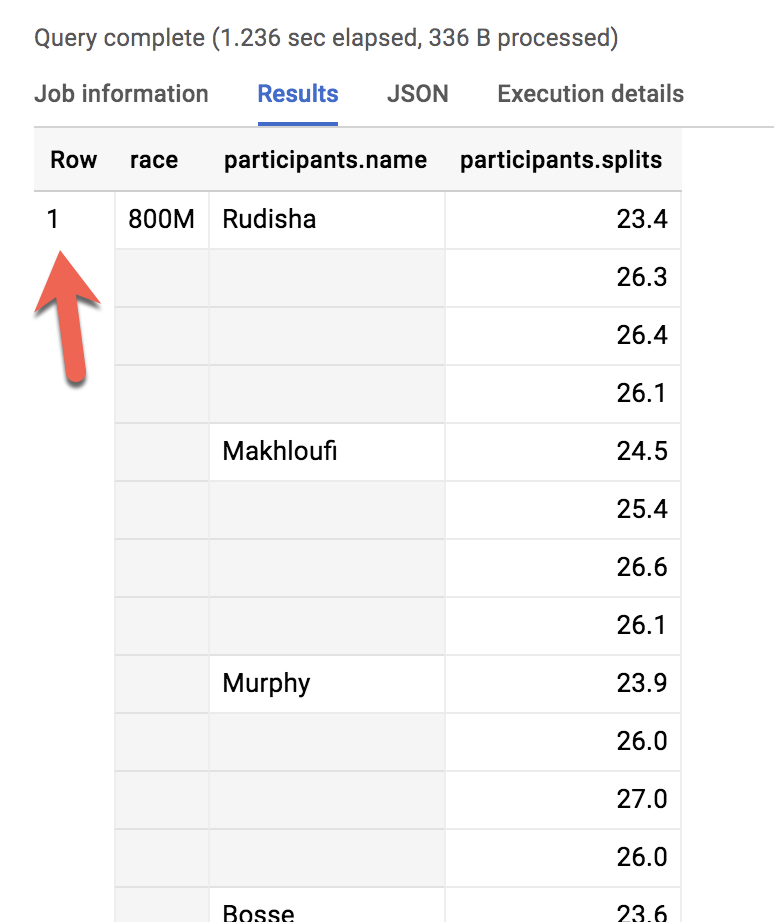 Query complete (1.236 sec elapsed, 336 B processed)
Job information Results JSON Execution details
Row race participants.name participants.splits
1 800M Rudisha 23.4
26.3
26.4
26.1
Makhloufi 24.5
25.4
26.6
26.1
Murphy 23.9
26.0
27.0
26.0
Bosse 23.6